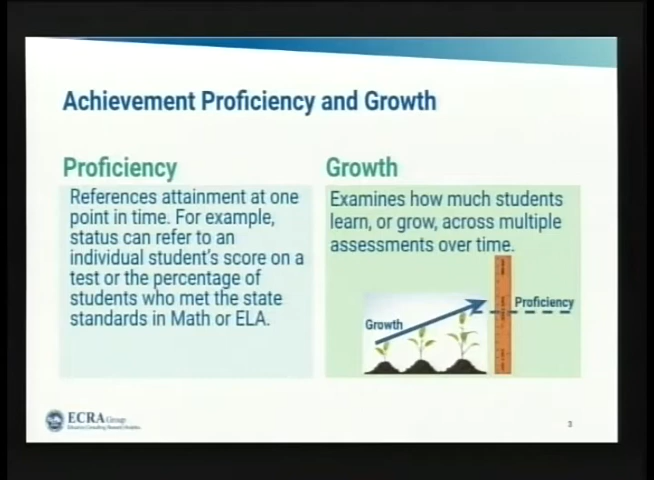 Achievement Proficiency and Growth
Proficiency
References attainment at one
point in time. For example,
status can refer to an
individual student's score on a
test or the percentage of
students who met the state
standards in Math or ELA.
Growth
Examines how much students
learn, or grow, across multiple
assessments over time.
Growth
Proficiency
ECRA Group
3